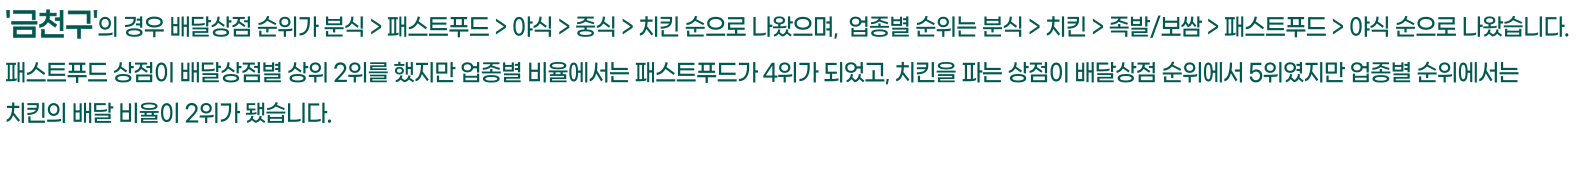 '금천구'의 경우 배달상점 순위가 분식 > 패스트푸드 > 야식 > 중식 > 치킨 순으로 나왔으며, 업종별 순위는 분식 > 치킨 > 족발/보쌈 > 패스트푸드 > 야식 순으로 나왔습니다.
패스트푸드 상점이 배달상점별 상위 2위를 했지만 업종별 비율에서는 패스트푸드가 4위가 되었고, 치킨을 파는 상점이 배달상점 순위에서 5위였지만 업종별 순위에서는
치킨의 배달 비율이 2위가 됐습니다.